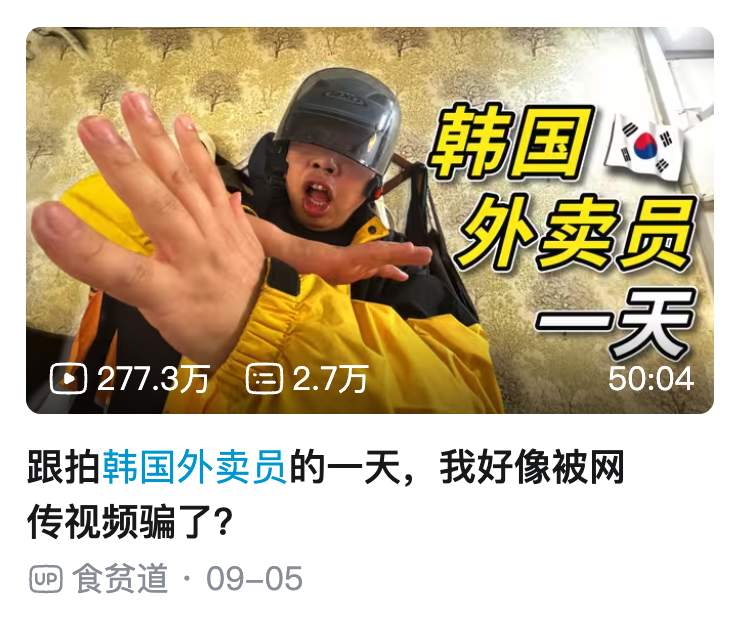 韩国
外卖员
一天
277.3万 2.7万 50:04
跟拍韩国外卖员的一天，我好像被网
传视频骗了？
UP 食贫道 · 09-05